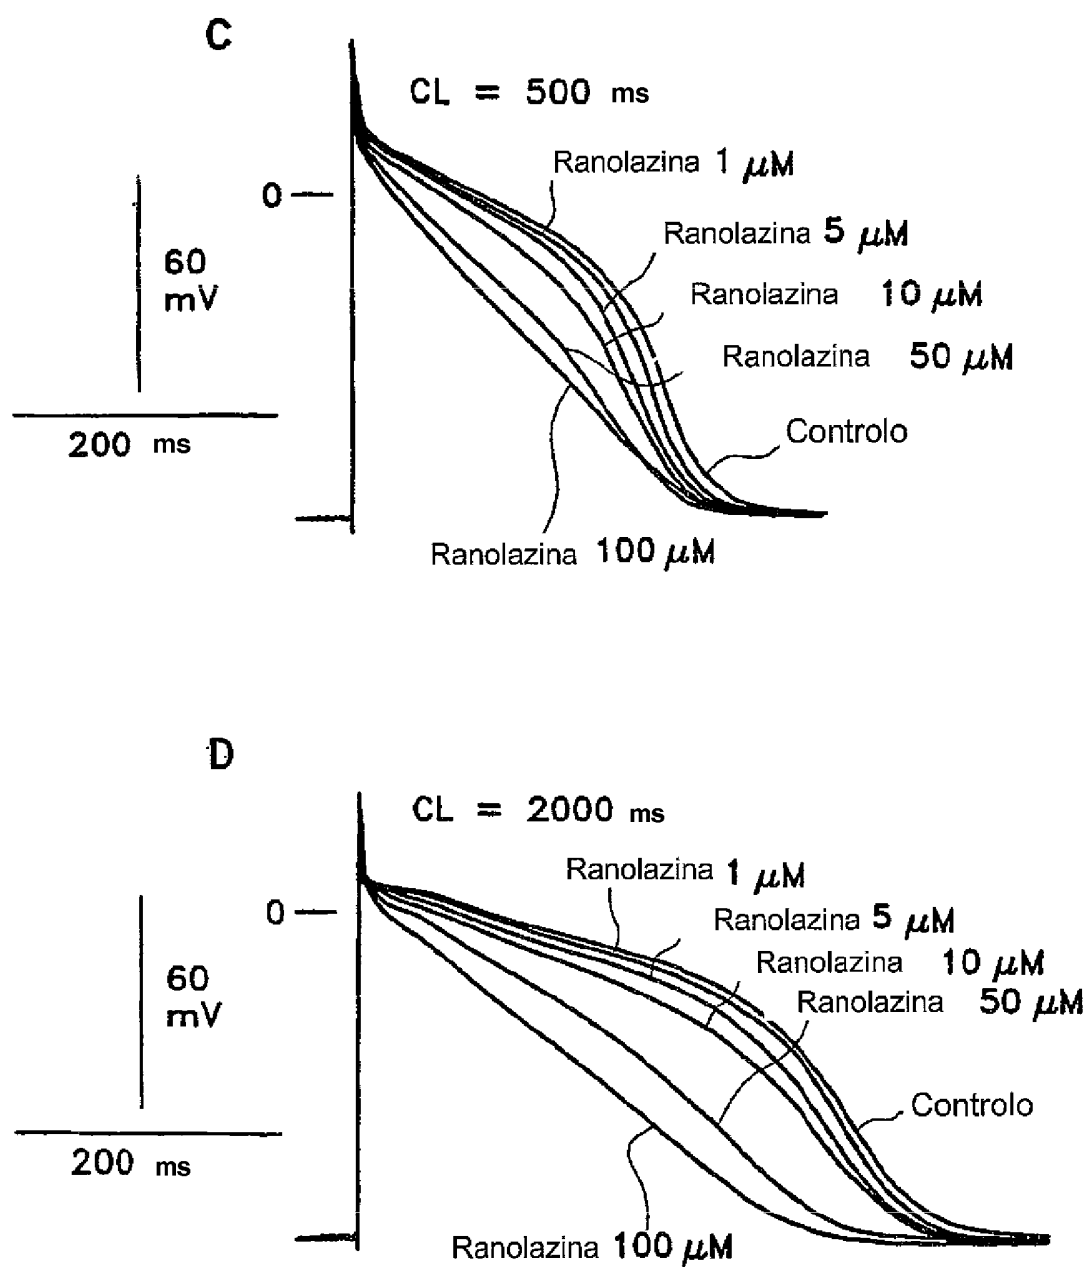 C
CL = 500 ms
Ranolazina 1 μM
0
Ranolazina 5 μM
60
mV
Ranolazina 10 μM
Ranolazina 50 μM
200 ms
Controlo
Ranolazina 100 μM
D
CL = 2000 ms
Ranolazina 1 μM
0
Ranolazina 5 μM
Ranolazina 10 μM
60
mV
Ranolazina 50 μM
Controlo
200 ms
Ranolazina 100 μM